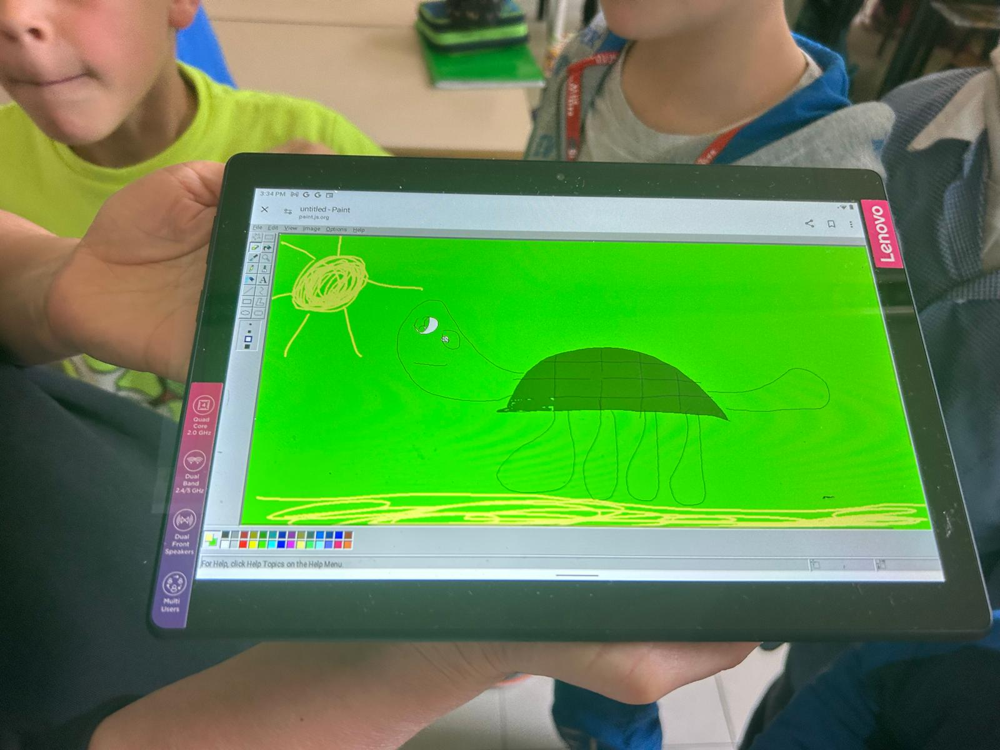 3:34 PM
untitled - Paint
paint.js.org
File Edit View Image Options Help
A
Lenovo
Quad
Core
2.0 GHz
Dual
Band
2.4/5 GHz
Dual
Front
Speakers
Multi
Users
For Help, click Help Topics on the Help Menu.